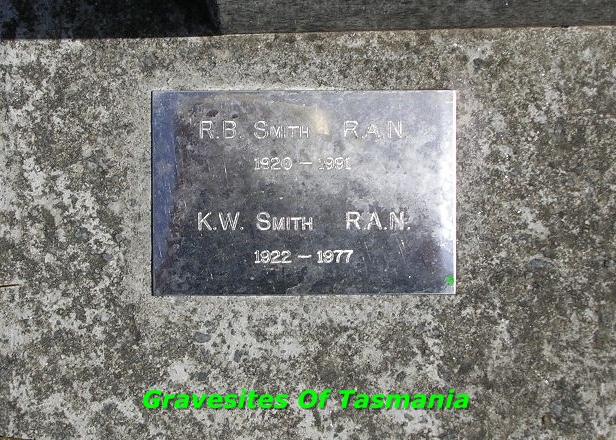 R.B. SMITH R.A.N.
1920 – 1991
K.W. SMITH R.A.N.
1922 – 1977
Gravesites Of Tasmania